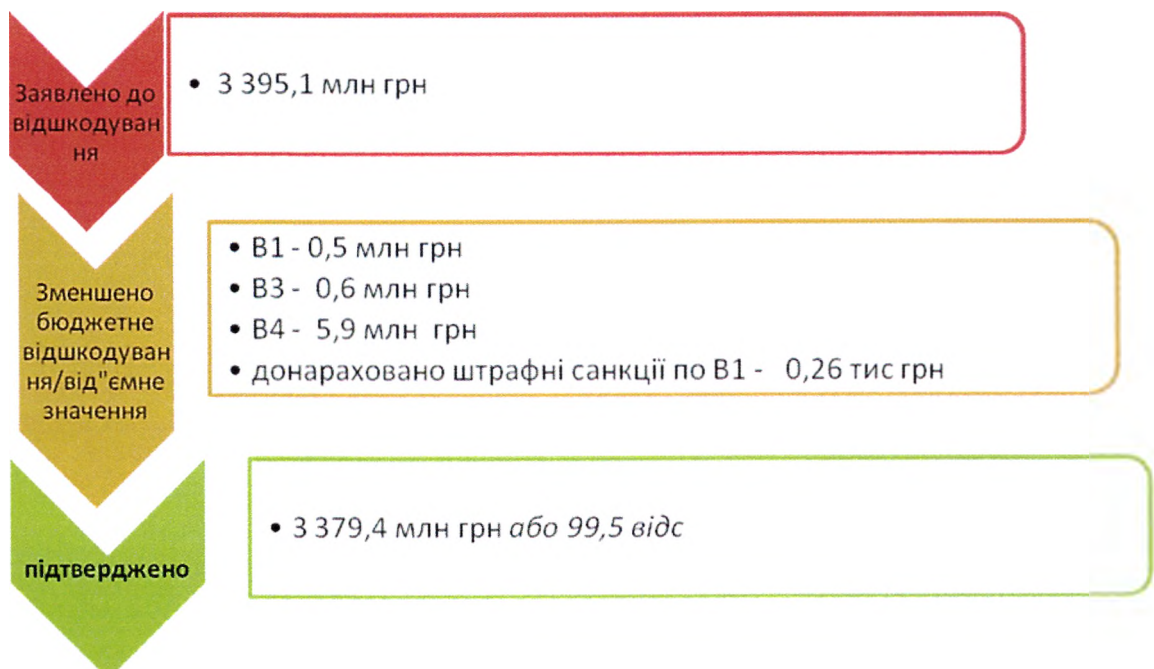 Заявлено до
відшкодуван
ня
• 3 395,1 млн грн
Зменшено
бюджетне
відшкодуван
ня/від"ємне
значення
• В1 - 0,5 млн грн
• В3 - 0,6 млн грн
• В4 - 5,9 млн грн
• донараховано штрафні санкції по В1 - 0,26 тис грн
підтверджено
• 3 379,4 млн грн або 99,5 відс